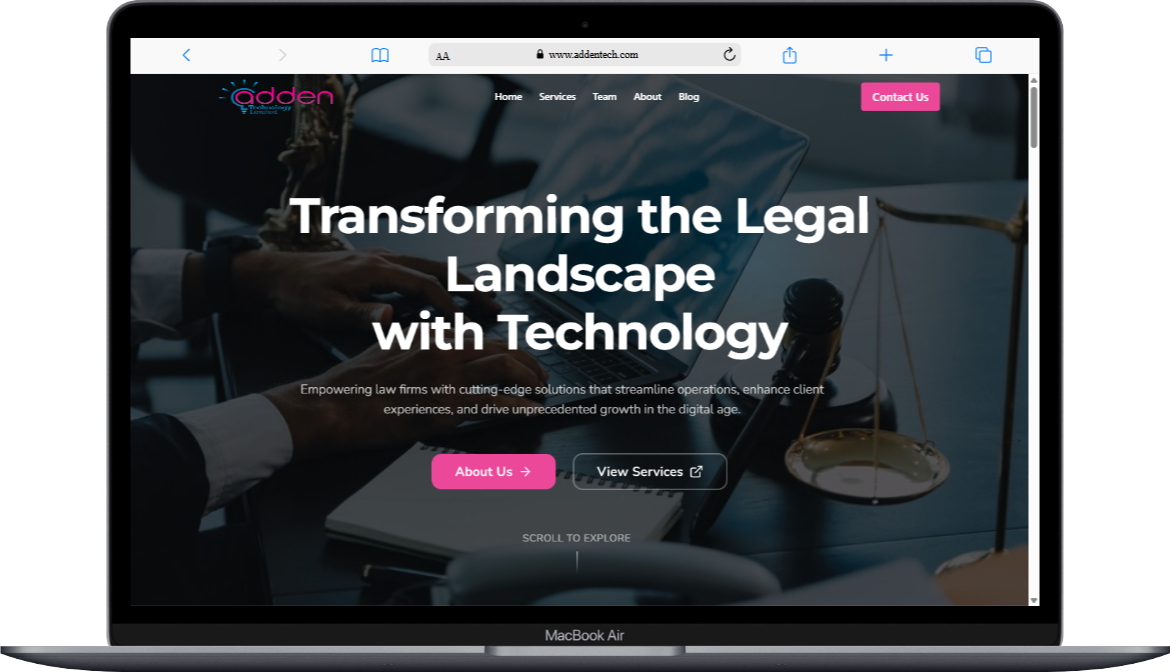 AA
www.addentech.com
adden
Technology
Limited
Home Services Team About Blog
Contact Us
Transforming the Legal
Landscape
with Technology
Empowering law firms with cutting-edge solutions that streamline operations, enhance client
experiences, and drive unprecedented growth in the digital age.
About Us →
View Services
SCROLL TO EXPLORE
MacBook Air